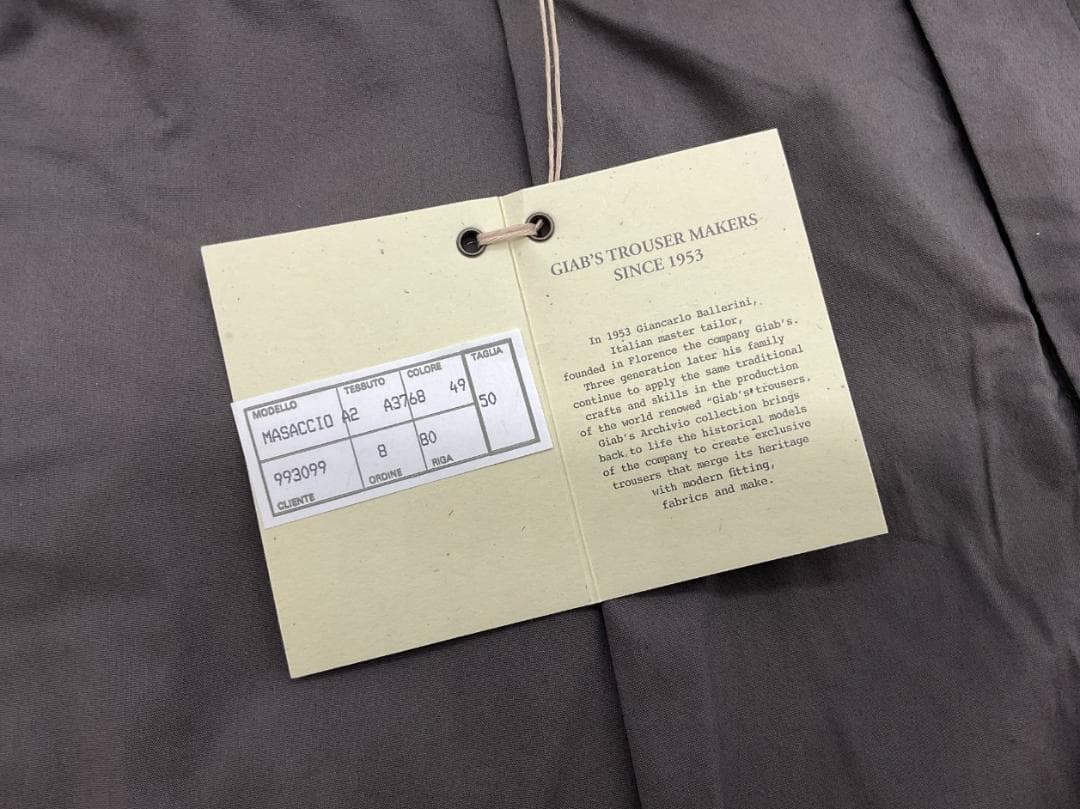 MODELLO TESSUTO COLORE TAGLIA
MASACCIO A2 A3768 49 50
993099 8 80
CLIENTE ORDINE RIGA
GIAB'S TROUSER MAKERS
SINCE 1953
In 1953 Giancarlo Ballerini,
Italian master tailor,
founded in Florence the company Giab's.
Three generation later his family
continue to apply the same traditional
crafts and skills in the production
of the world renowned "Giab's" trousers.
Giab's Archivio collection brings
back to life the historical models
of the company to create exclusive
trousers that merge its heritage
with modern fitting,
fabrics and make.